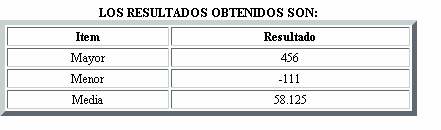 LOS RESULTADOS OBTENIDOS SON:
Item Resultado
Mayor 456
Menor -111
Media 58.125